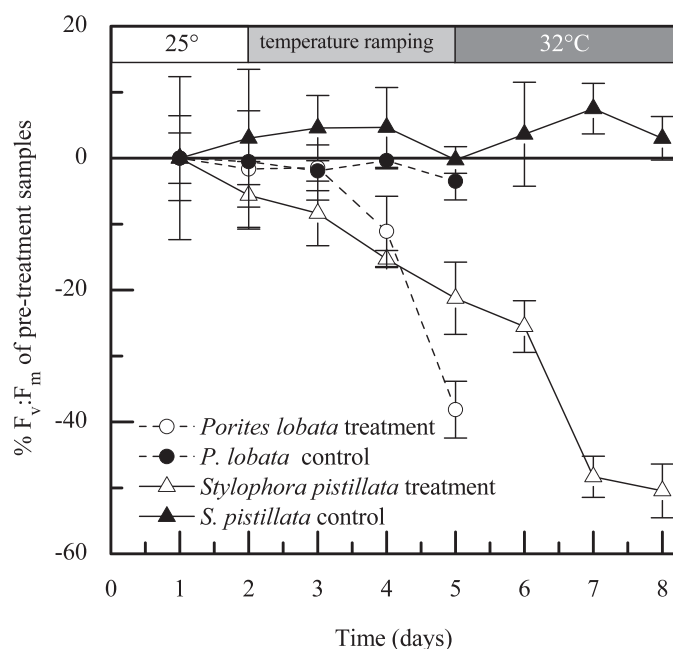 20
25° temperature ramping 32°C
0
-20
-40
-60
% Fv:Fm of pre-treatment samples
Porites lobata treatment
P. lobata control
Stylophora pistillata treatment
S. pistillata control
0 1 2 3 4 5 6 7 8
Time (days)